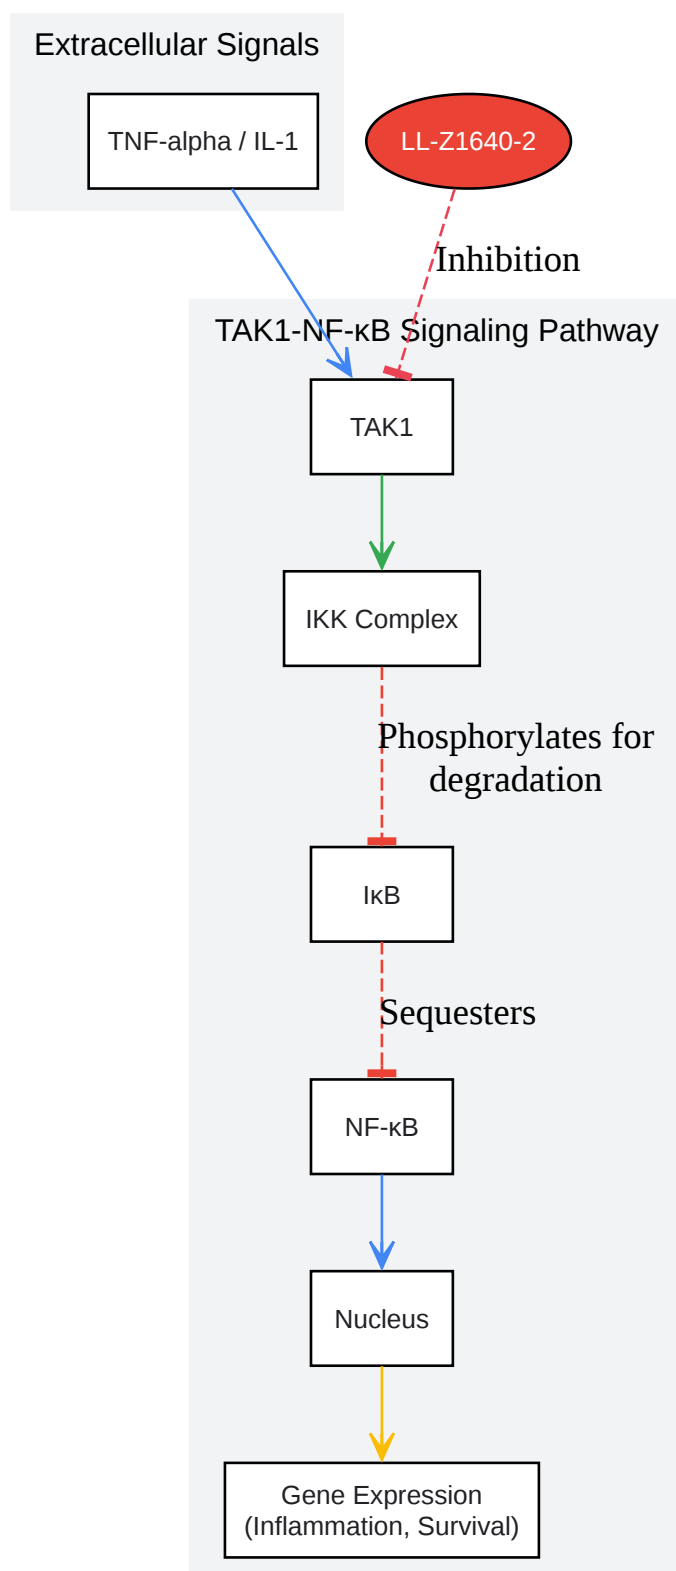 Extracellular Signals
TNF-alpha / IL-1
LL-Z1640-2
Inhibition
TAK1-NF-κB Signaling Pathway
TAK1
IKK Complex
Phosphorylates for
degradation
IκB
Sequesters
NF-κB
Nucleus
Gene Expression
(Inflammation, Survival)